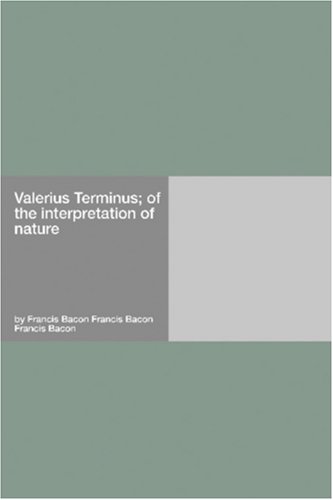 Valerius Terminus; of
the interpretation of
nature
by Francis Bacon Francis Bacon
Francis Bacon